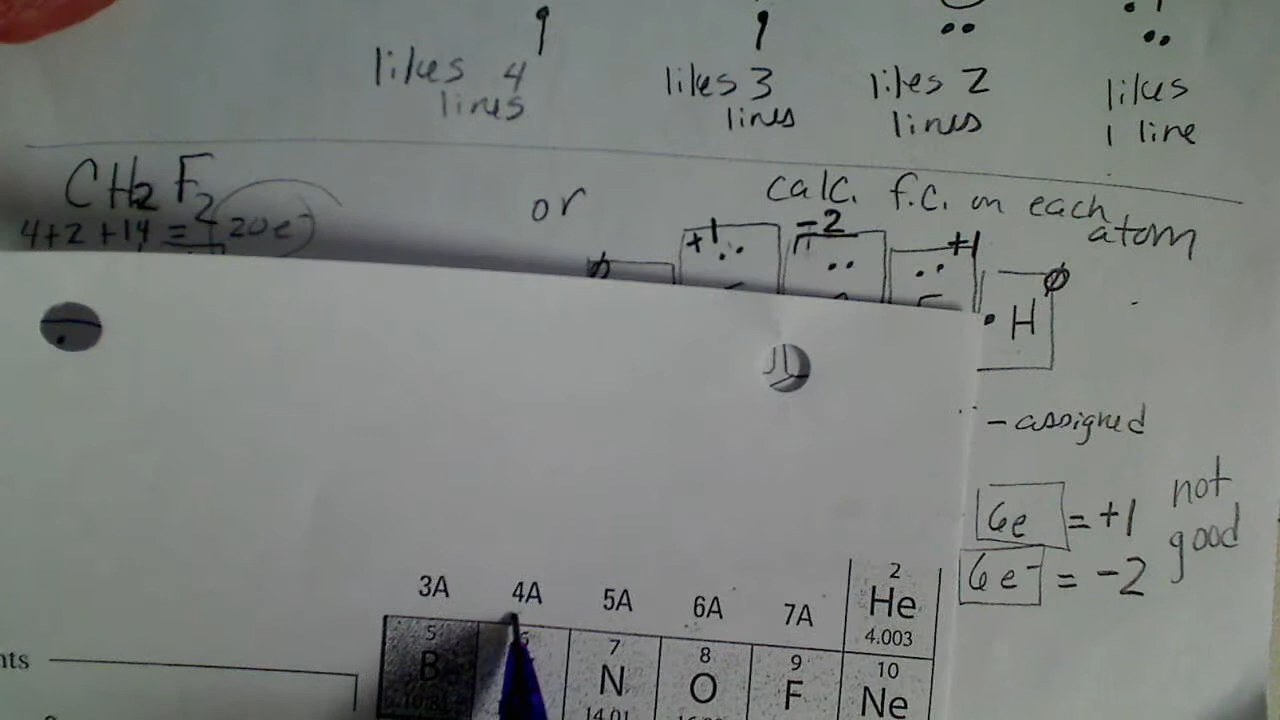 likes 4 lines
likes 3 lines
likes 2 lines
likes 1 line
CH2F2
4+2+14 = 20e-
or
calc. f.c. on each atom
+1
-2
+1
H
- assigned
6e = +1 not good
6e- = -2
3A 4A 5A 6A 7A
2
He
4.003
5
B
10.81
7
N
14.01
8
O
9
F
10
Ne